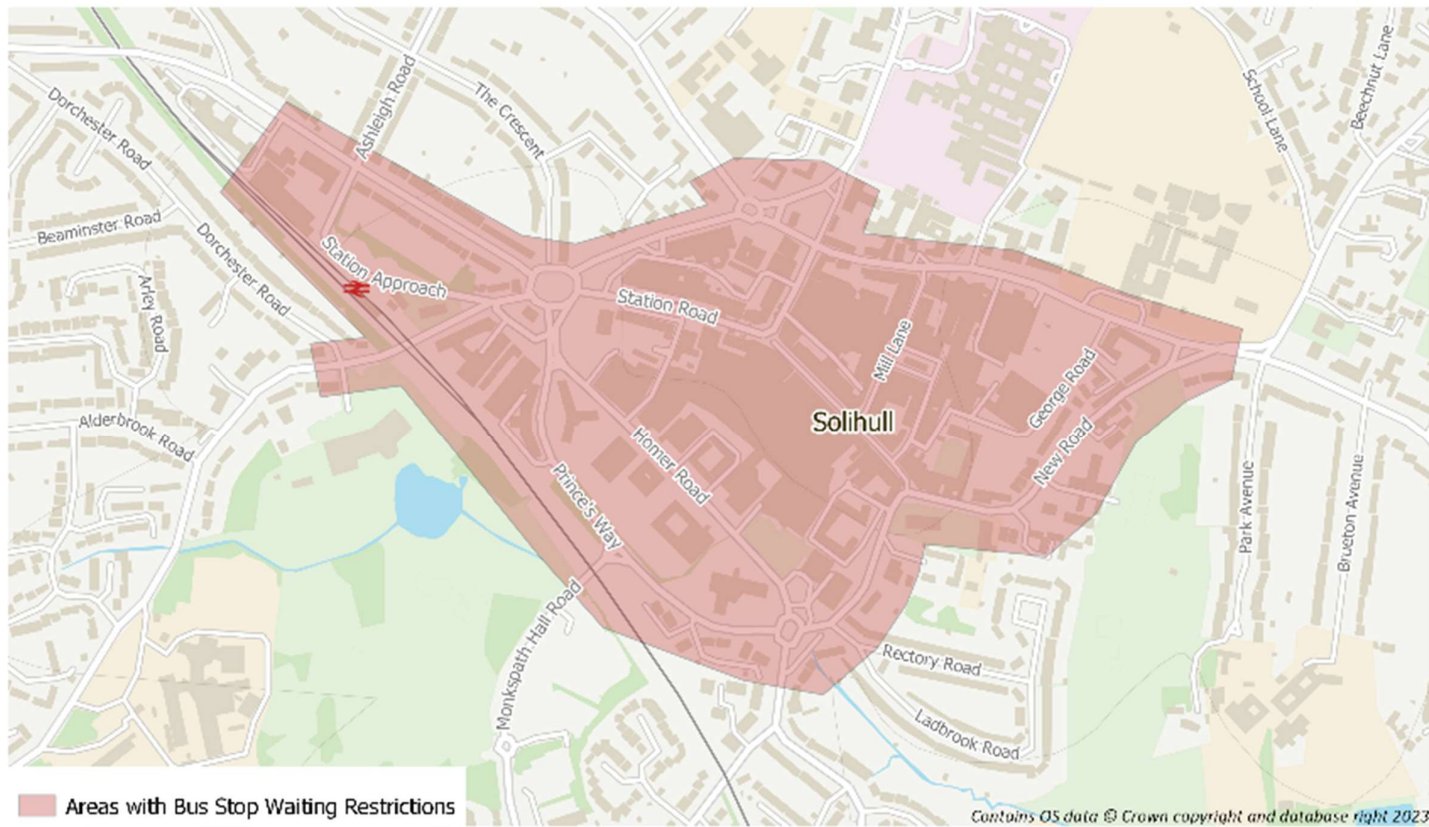 Ashleigh Road
The Crescent
School Lane
Beechnut Lane
Dorchester Road
Beaminster Road
Dorchester Road
Station Approach
Arley Road
Station Road
Mill Lane
George Road
Solihull
Alderbrook Road
Homer Road
New Road
Prince's Way
Park Avenue
Brueton Avenue
Monkspath Hall Road
Rectory Road
Ladbrook Road
Areas with Bus Stop Waiting Restrictions
Contains OS data © Crown copyright and database right 2023